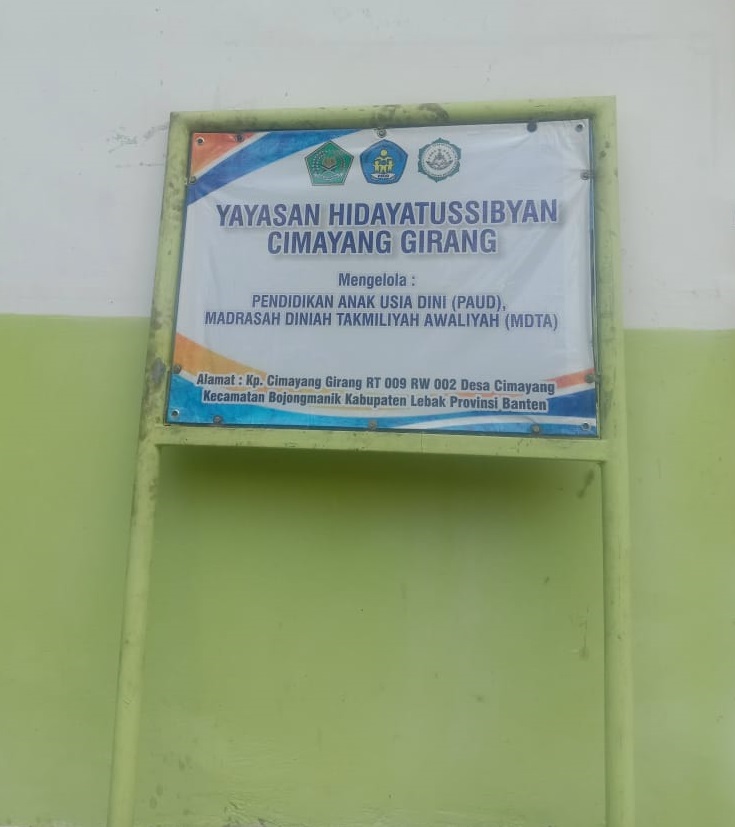 YAYASAN HIDAYATUSSIBYAN
CIMAYANG GIRANG
Mengelola :
PENDIDIKAN ANAK USIA DINI (PAUD),
MADRASAH DINIAH TAKMILIYAH AWALIYAH (MDTA)
Alamat : Kp. Cimayang Girang RT 009 RW 002 Desa Cimayang
Kecamatan Bojongmanik Kabupaten Lebak Provinsi Banten